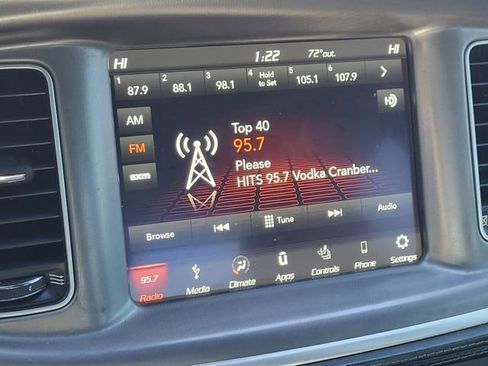 HI 1:22 72°out. HI
1 87.9 2 88.1 3 98.1 4 Hold to Set 5 105.1 6 107.9
AM
FM
sxm
Top 40
95.7
Please
HITS 95.7 Vodka Cranber...
Browse Tune Audio
95.7
Radio Media Climate Apps Controls Phone Settings